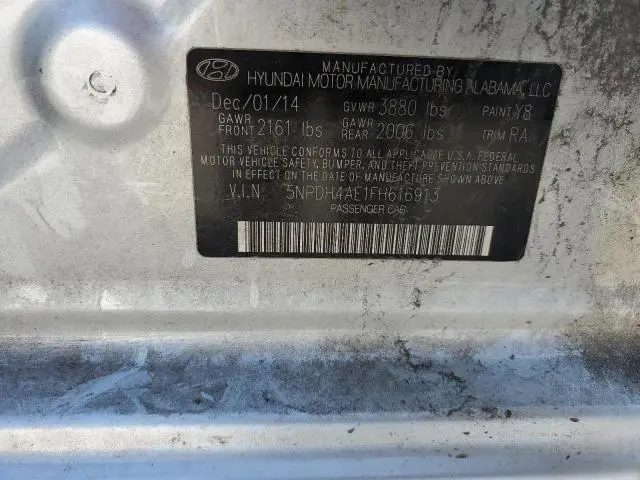 MANUFACTURED BY
HYUNDAI MOTOR MANUFACTURING ALABAMA, LLC
Dec/01/14 GVWR 3880 lbs PAINT Y8
GAWR FRONT 2161 lbs GAWR REAR 2006 lbs TRIM RA
THIS VEHICLE CONFORMS TO ALL APPLICABLE U.S.A. FEDERAL
MOTOR VEHICLE SAFETY, BUMPER, AND THEFT PREVENTION STANDARDS
IN EFFECT ON THE DATE OF MANUFACTURE SHOWN ABOVE.
V.I.N 5NPDH4AE1FH616913
PASSENGER CAR